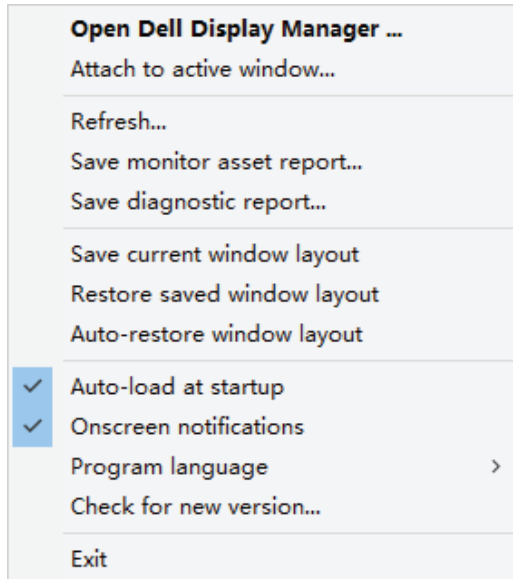 Open Dell Display Manager ...
Attach to active window...
Refresh...
Save monitor asset report...
Save diagnostic report...
Save current window layout
Restore saved window layout
Auto-restore window layout
Auto-load at startup
Onscreen notifications
Program language
Check for new version...
Exit